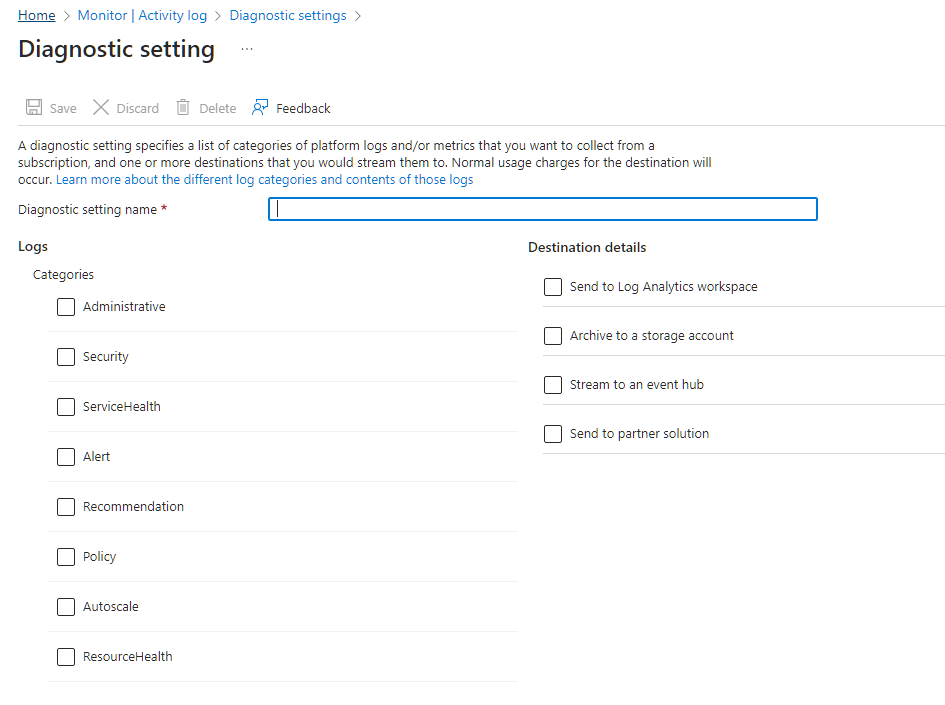 Home > Monitor | Activity log > Diagnostic settings >
Diagnostic setting ...
Save Discard Delete Feedback
A diagnostic setting specifies a list of categories of platform logs and/or metrics that you want to collect from a
subscription, and one or more destinations that you would stream them to. Normal usage charges for the destination will
occur. Learn more about the different log categories and contents of those logs
Diagnostic setting name *
Logs
Categories
Administrative
Security
ServiceHealth
Alert
Recommendation
Policy
Autoscale
ResourceHealth
Destination details
Send to Log Analytics workspace
Archive to a storage account
Stream to an event hub
Send to partner solution